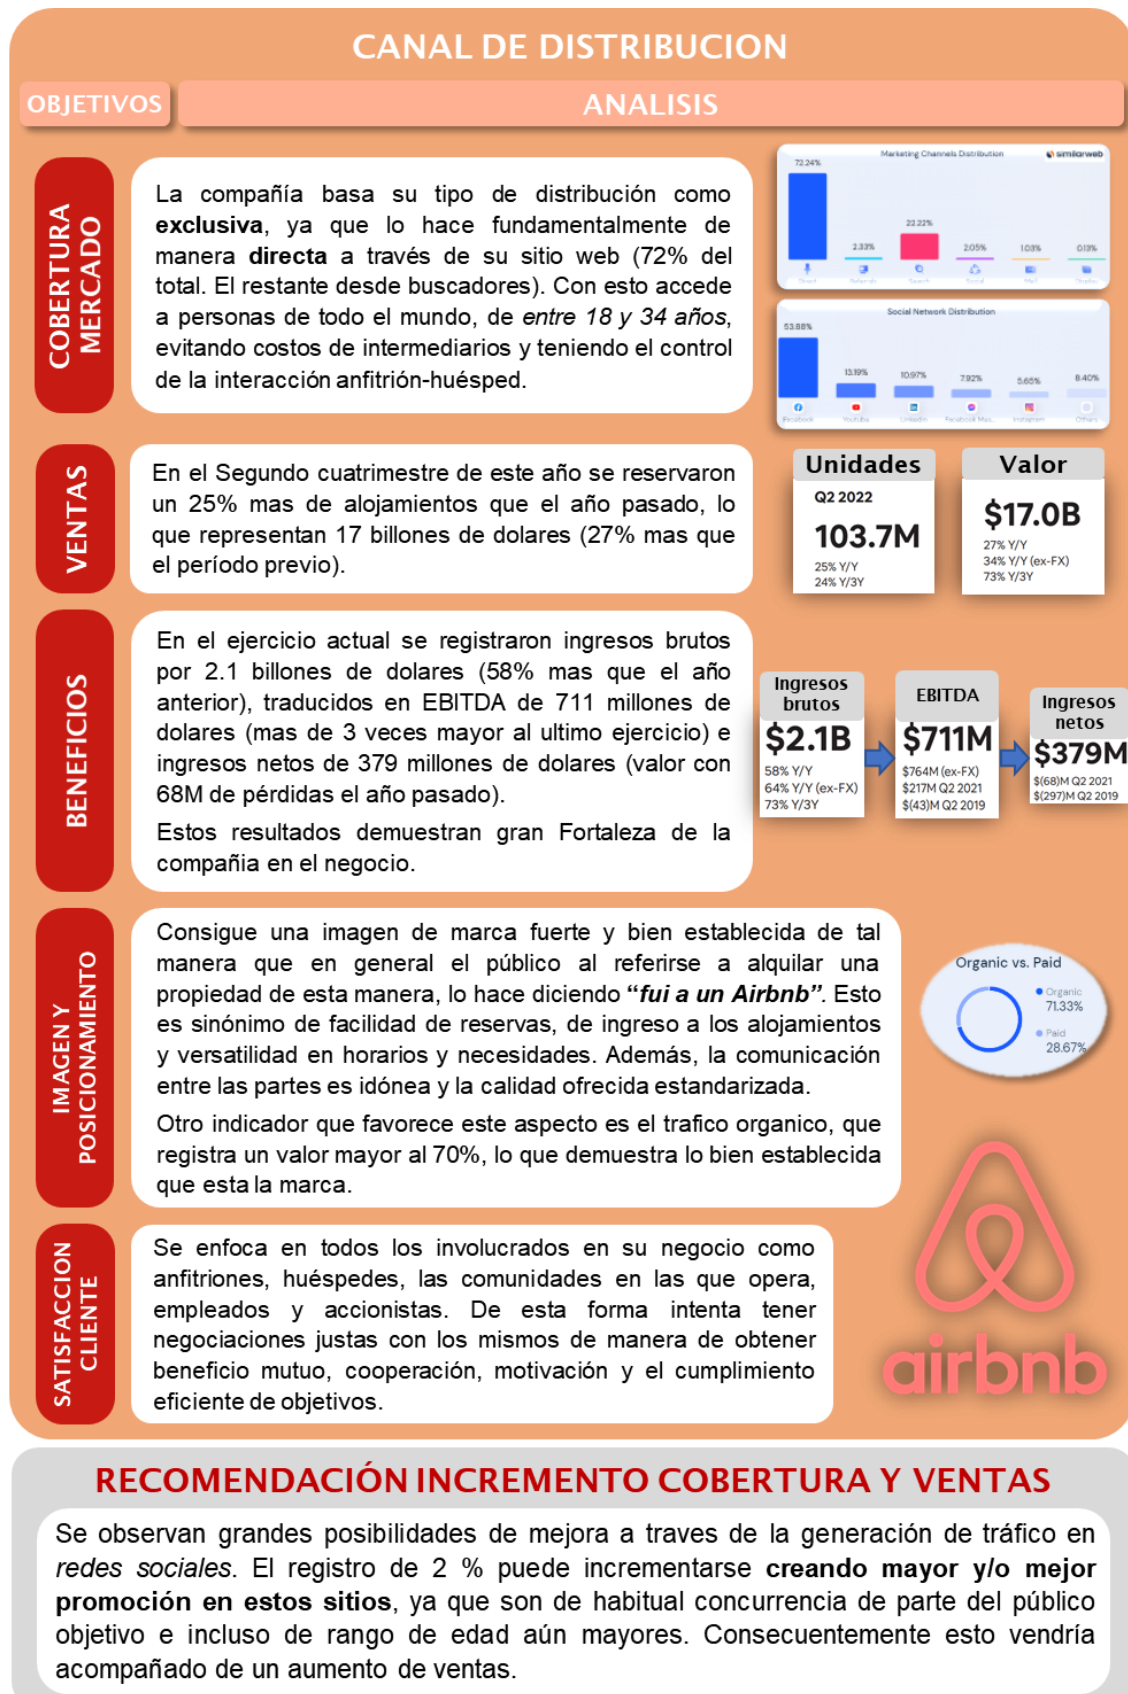 CANAL DE DISTRIBUCION
OBJETIVOS
ANALISIS
COBERTURA
MERCADO
La compañía basa su tipo de distribución como
exclusiva, ya que lo hace fundamentalmente de
manera directa a través de su sitio web (72% del
total. El restante desde buscadores). Con esto accede
a personas de todo el mundo, de entre 18 y 34 años,
evitando costos de intermediarios y teniendo el control
de la interacción anfitrión-huésped.
Marketing Channels Distribution
similarweb
72.24%
2.33%
22.22%
2.05%
1.03%
0.13%
Direct
Referrals
Search
Social
Mail
Display
Social Network Distribution
53.88%
13.19%
10.97%
7.92%
5.65%
8.40%
Facebook
Youtube
Linkedin
Facebook Mes...
Instagram
Others
VENTAS
En el Segundo cuatrimestre de este año se reservaron
un 25% mas de alojamientos que el año pasado, lo
que representan 17 billones de dolares (27% mas que
el período previo).
Unidades
Q2 2022
103.7M
25% Y/Y
24% Y/3Y
Valor
$17.0B
27% Y/Y
34% Y/Y (ex-FX)
73% Y/3Y
BENEFICIOS
En el ejercicio actual se registraron ingresos brutos
por 2.1 billones de dolares (58% mas que el año
anterior), traducidos en EBITDA de 711 millones de
dolares (mas de 3 veces mayor al ultimo ejercicio) e
ingresos netos de 379 millones de dolares (valor con
68M de pérdidas el año pasado).
Estos resultados demuestran gran Fortaleza de la
compañia en el negocio.
Ingresos
brutos
$2.1B
58% Y/Y
64% Y/Y (ex-FX)
73% Y/3Y
EBITDA
$711M
$764M (ex-FX)
$217M Q2 2021
$(43)M Q2 2019
Ingresos
netos
$379M
$(68)M Q2 2021
$(297)M Q2 2019
IMAGEN Y
POSICIONAMIENTO
Consigue una imagen de marca fuerte y bien establecida de tal
manera que en general el público al referirse a alquilar una
propiedad de esta manera, lo hace diciendo “fui a un Airbnb”. Esto
es sinónimo de facilidad de reservas, de ingreso a los alojamientos
y versatilidad en horarios y necesidades. Además, la comunicación
entre las partes es idónea y la calidad ofrecida estandarizada.
Otro indicador que favorece este aspecto es el trafico organico, que
registra un valor mayor al 70%, lo que demuestra lo bien establecida
que esta la marca.
Organic vs. Paid
Organic
71.33%
Paid
28.67%
SATISFACCION
CLIENTE
Se enfoca en todos los involucrados en su negocio como
anfitriones, huéspedes, las comunidades en las que opera,
empleados y accionistas. De esta forma intenta tener
negociaciones justas con los mismos de manera de obtener
beneficio mutuo, cooperación, motivación y el cumplimiento
eficiente de objetivos.
airbnb
RECOMENDACIÓN INCREMENTO COBERTURA Y VENTAS
Se observan grandes posibilidades de mejora a traves de la generación de tráfico en
redes sociales. El registro de 2 % puede incrementarse creando mayor y/o mejor
promoción en estos sitios, ya que son de habitual concurrencia de parte del público
objetivo e incluso de rango de edad aún mayores. Consecuentemente esto vendría
acompañado de un aumento de ventas.